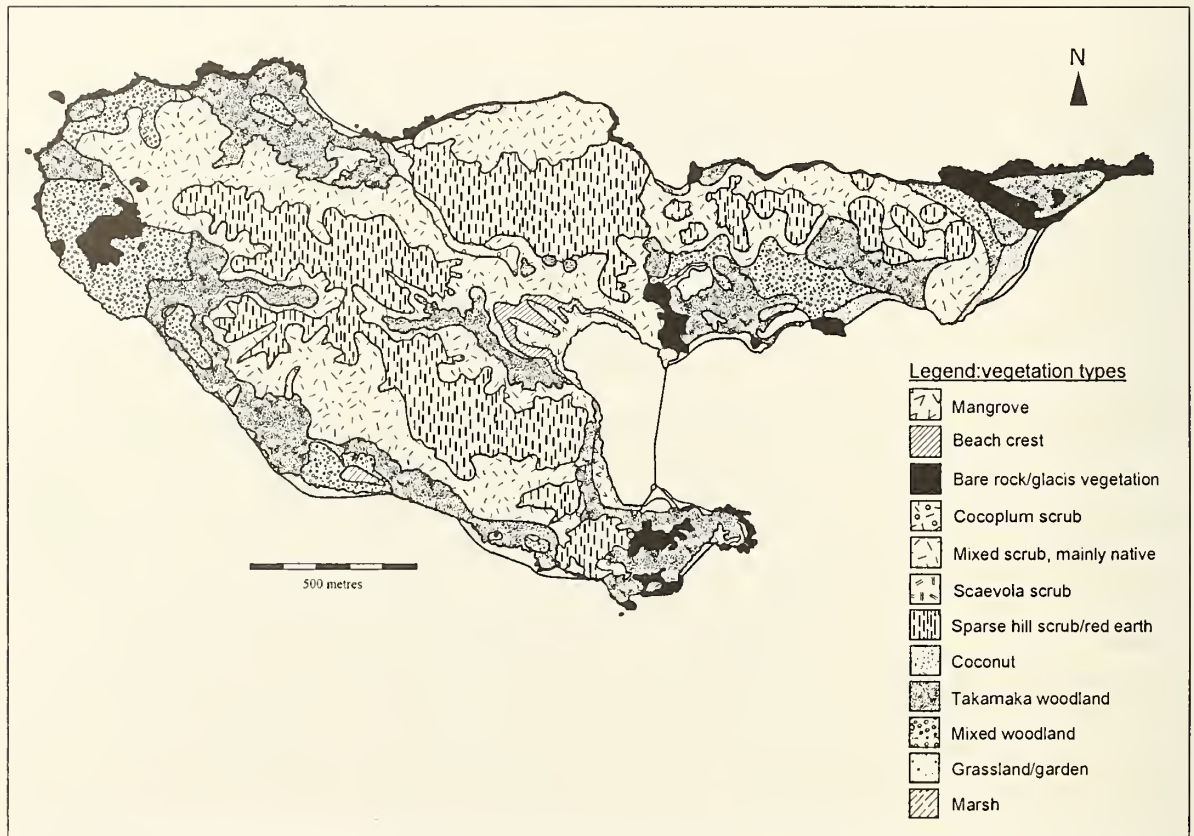 N
Legend:vegetation types
Mangrove
Beach crest
Bare rock/glacis vegetation
Cocoplum scrub
Mixed scrub, mainly native
Scaevola scrub
Sparse hill scrub/red earth
Coconut
Takamaka woodland
Mixed woodland
Grassland/garden
Marsh
500 metres